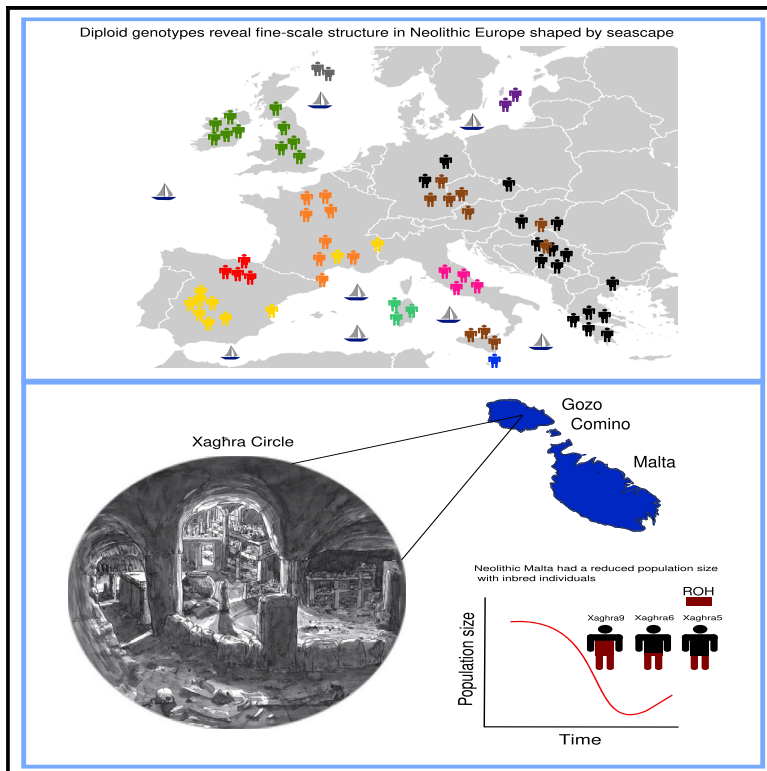 Diploid genotypes reveal fine-scale structure in Neolithic Europe shaped by seascape
Gozo
Comino
Malta
Xagħra Circle
Neolithic Malta had a reduced population size
with inbred individuals
ROH
Xaghra9 Xaghra6 Xaghra5
Population size
Time